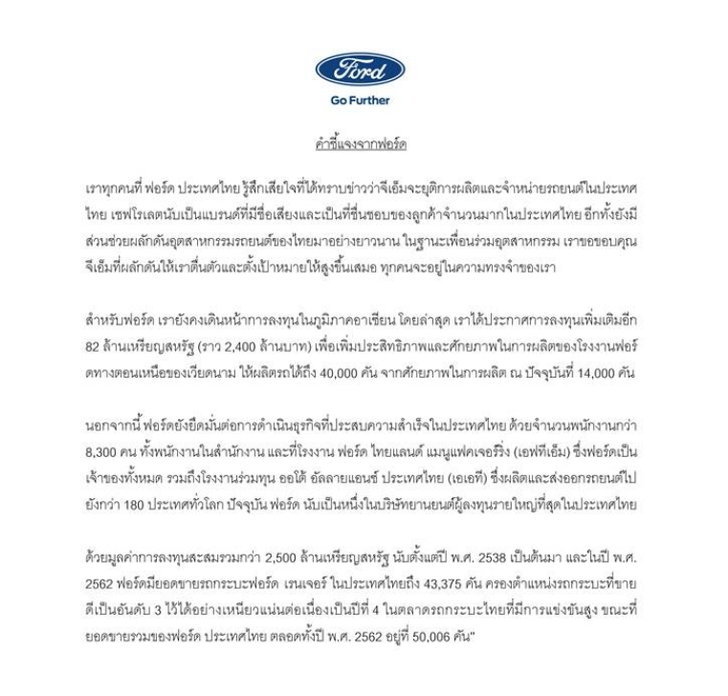 Ford
Go Further
คำชี้แจงจากฟอร์ด
เราทุกคนที่ ฟอร์ด ประเทศไทย รู้สึกเสียใจที่ได้ทราบข่าวว่าจีเอ็มจะยุติการผลิตและจำหน่ายรถยนต์ในประเทศ
ไทย เชฟโรเลตนับเป็นแบรนด์ที่มีชื่อเสียงและเป็นที่ชื่นชอบของลูกค้าจำนวนมากในประเทศไทย อีกทั้งยังมี
ส่วนช่วยผลักดันอุตสาหกรรมรถยนต์ของไทยมาอย่างยาวนาน ในฐานะเพื่อนร่วมอุตสาหกรรม เราขอขอบคุณ
จีเอ็มที่ผลักดันให้เราตื่นตัวและตั้งเป้าหมายให้สูงขึ้นเสมอ ทุกคนจะอยู่ในความทรงจำของเรา
สำหรับฟอร์ด เรายังคงเดินหน้าการลงทุนในภูมิภาคอาเซียน โดยล่าสุด เราได้ประกาศการลงทุนเพิ่มเติมอีก
82 ล้านเหรียญสหรัฐ (ราว 2,400 ล้านบาท) เพื่อเพิ่มประสิทธิภาพและศักยภาพในการผลิตของโรงงานฟอร์
ดทางตอนเหนือของเวียดนาม ให้ผลิตรถได้ถึง 40,000 คัน จากศักยภาพในการผลิต ณ ปัจจุบันที่ 14,000 คัน
นอกจากนี้ ฟอร์ดยังยึดมั่นต่อการดำเนินธุรกิจที่ประสบความสำเร็จในประเทศไทย ด้วยจำนวนพนักงานกว่า
8,300 คน ทั้งพนักงานในสำนักงาน และที่โรงงาน ฟอร์ด ไทยแลนด์ แมนูแฟคเจอร์ริ่ง (เอฟทีเอ็ม) ซึ่งฟอร์ดเป็น
เจ้าของทั้งหมด รวมถึงโรงงานร่วมทุน ออโต้ อัลลายแอนซ์ ประเทศไทย (เอเอที) ซึ่งผลิตและส่งออกรถยนต์ไป
ยังกว่า 180 ประเทศทั่วโลก ปัจจุบัน ฟอร์ด นับเป็นหนึ่งในบริษัทยานยนต์ผู้ลงทุนรายใหญ่ที่สุดในประเทศไทย
ด้วยมูลค่าการลงทุนสะสมรวมกว่า 2,500 ล้านเหรียญสหรัฐ นับตั้งแต่ปี พ.ศ. 2538 เป็นต้นมา และในปี พ.ศ.
2562 ฟอร์ดมียอดขายรถกระบะฟอร์ด เรนเจอร์ ในประเทศไทยถึง 43,375 คัน ครองตำแหน่งรถกระบะที่ขาย
ดีเป็นอันดับ 3 ไว้ได้อย่างเหนียวแน่นต่อเนื่องเป็นปีที่ 4 ในตลาดรถกระบะไทยที่มีการแข่งขันสูง ขณะที่
ยอดขายรวมของฟอร์ด ประเทศไทย ตลอดทั้งปี พ.ศ. 2562 อยู่ที่ 50,006 คัน"